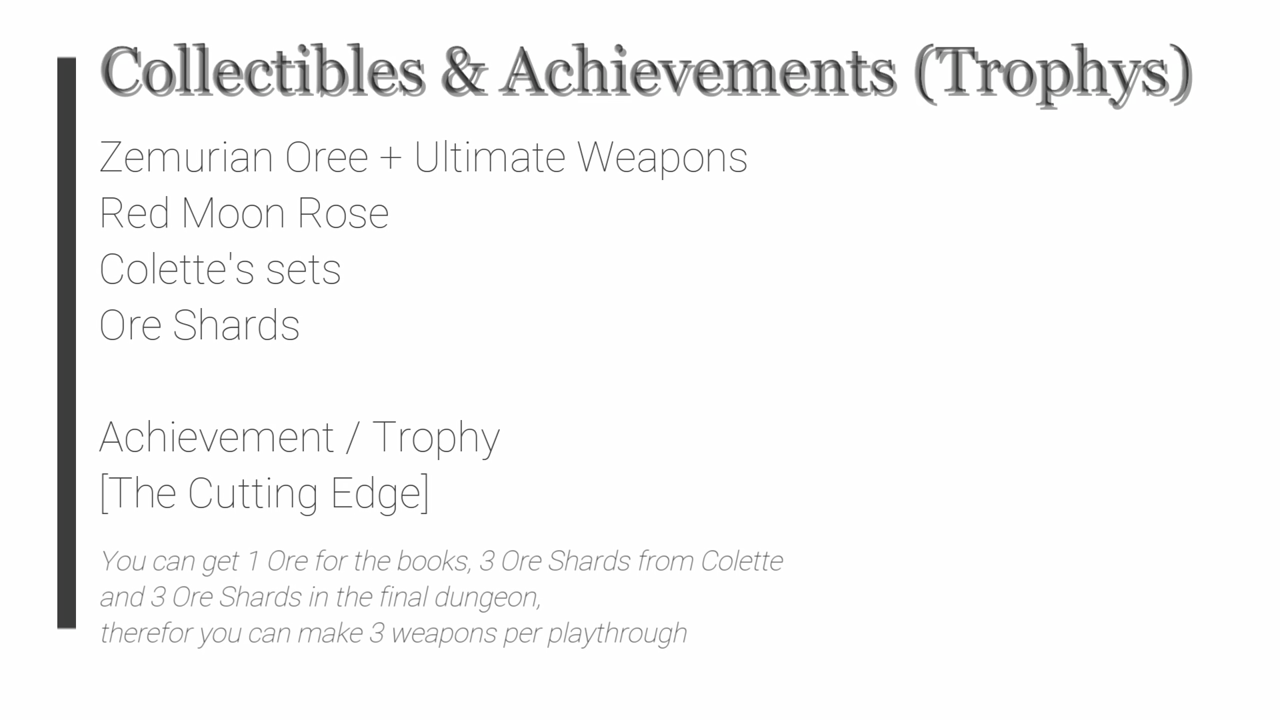 Collectibles & Achievements (Trophys)
Zemurian Oree + Ultimate Weapons
Red Moon Rose
Colette's sets
Ore Shards
Achievement / Trophy
[The Cutting Edge]
You can get 1 Ore for the books, 3 Ore Shards from Colette
and 3 Ore Shards in the final dungeon,
therefor you can make 3 weapons per playthrough